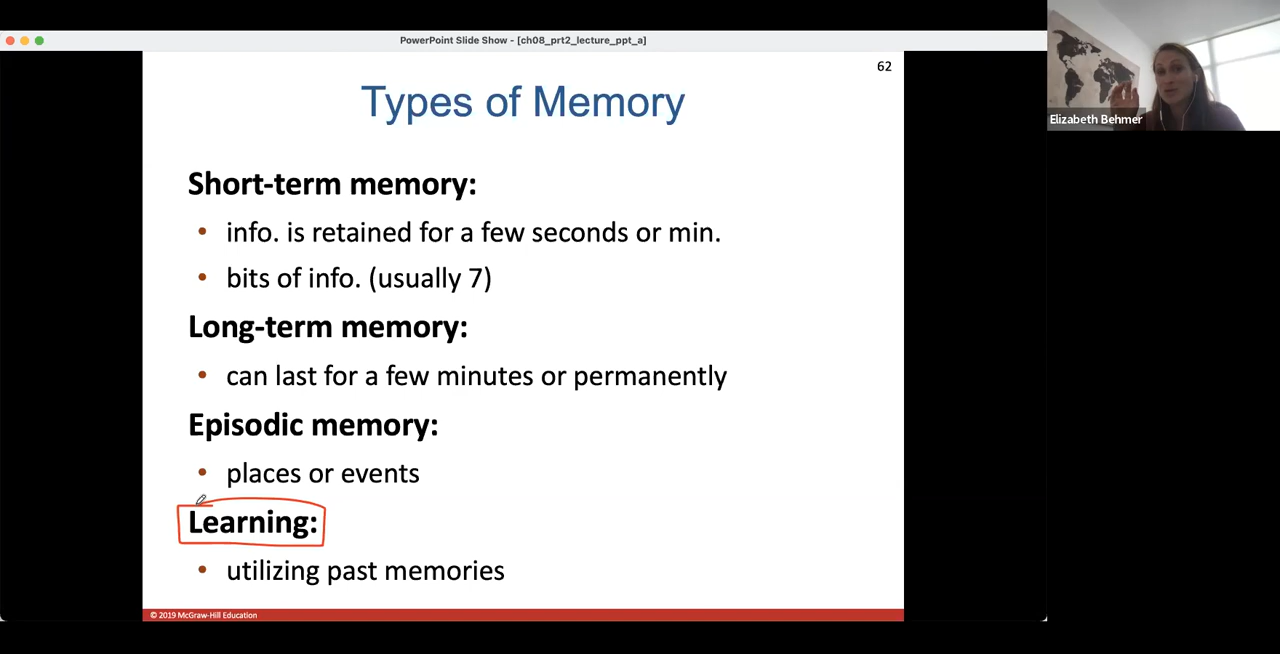 PowerPoint Slide Show - [ch08_prt2_lecture_ppt_a]
62
Types of Memory
Short-term memory:
• info. is retained for a few seconds or min.
• bits of info. (usually 7)
Long-term memory:
• can last for a few minutes or permanently
Episodic memory:
• places or events
Learning:
• utilizing past memories
© 2019 McGraw-Hill Education
Elizabeth Behmer